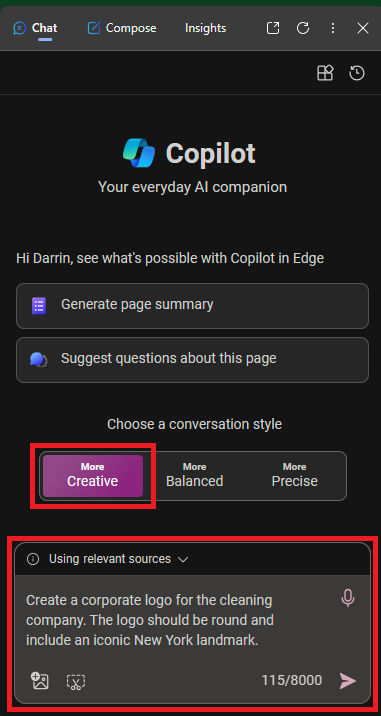 Chat Compose Insights
Copilot
Your everyday AI companion
Hi Darrin, see what's possible with Copilot in Edge
Generate page summary
Suggest questions about this page
Choose a conversation style
More
Creative
More
Balanced
More
Precise
Using relevant sources
Create a corporate logo for the cleaning
company. The logo should be round and
include an iconic New York landmark.
115/8000